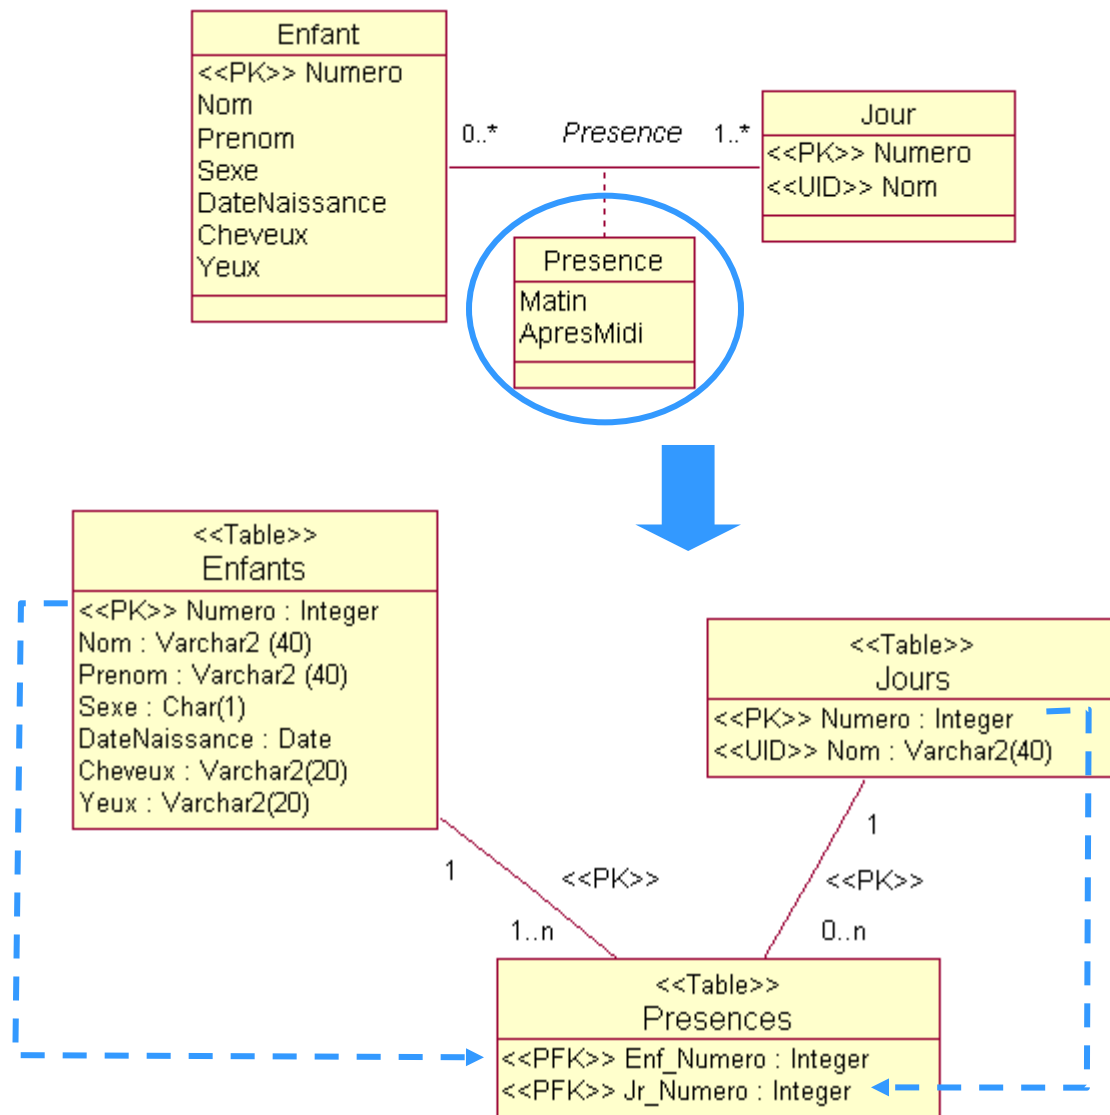 Enfant
<<PK>> Numero
Nom
Prenom
Sexe
DateNaissance
Cheveux
Yeux
0..* Presence 1..*
Jour
<<PK>> Numero
<<UID>> Nom
Presence
Matin
ApresMidi
<<Table>>
Enfants
<<PK>> Numero : Integer
Nom : Varchar2 (40)
Prenom : Varchar2 (40)
Sexe : Char(1)
DateNaissance : Date
Cheveux : Varchar2(20)
Yeux : Varchar2(20)
<<Table>>
Jours
<<PK>> Numero : Integer
<<UID>> Nom : Varchar2(40)
1
<<PK>>
1..n
1
<<PK>>
0..n
<<Table>>
Presences
<<PFK>> Enf_Numero : Integer
<<PFK>> Jr_Numero : Integer